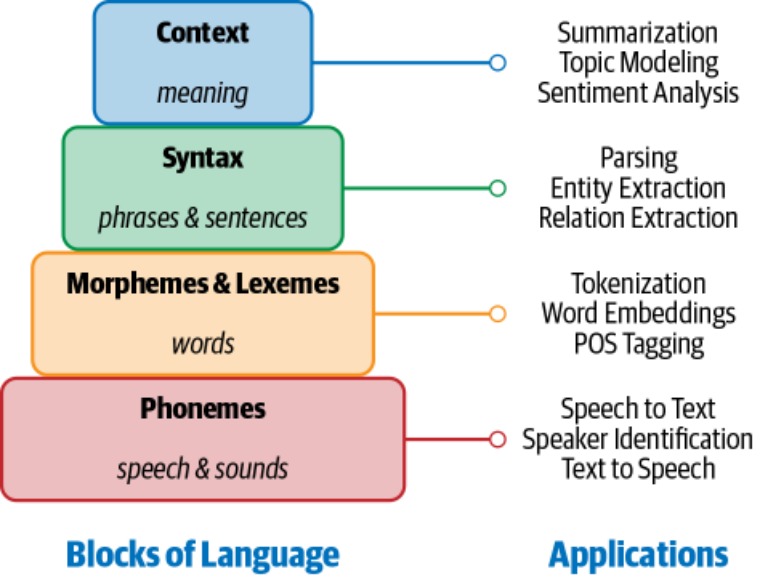 Context
meaning
Summarization
Topic Modeling
Sentiment Analysis
Syntax
phrases & sentences
Parsing
Entity Extraction
Relation Extraction
Morphemes & Lexemes
words
Tokenization
Word Embeddings
POS Tagging
Phonemes
speech & sounds
Speech to Text
Speaker Identification
Text to Speech
Blocks of Language
Applications